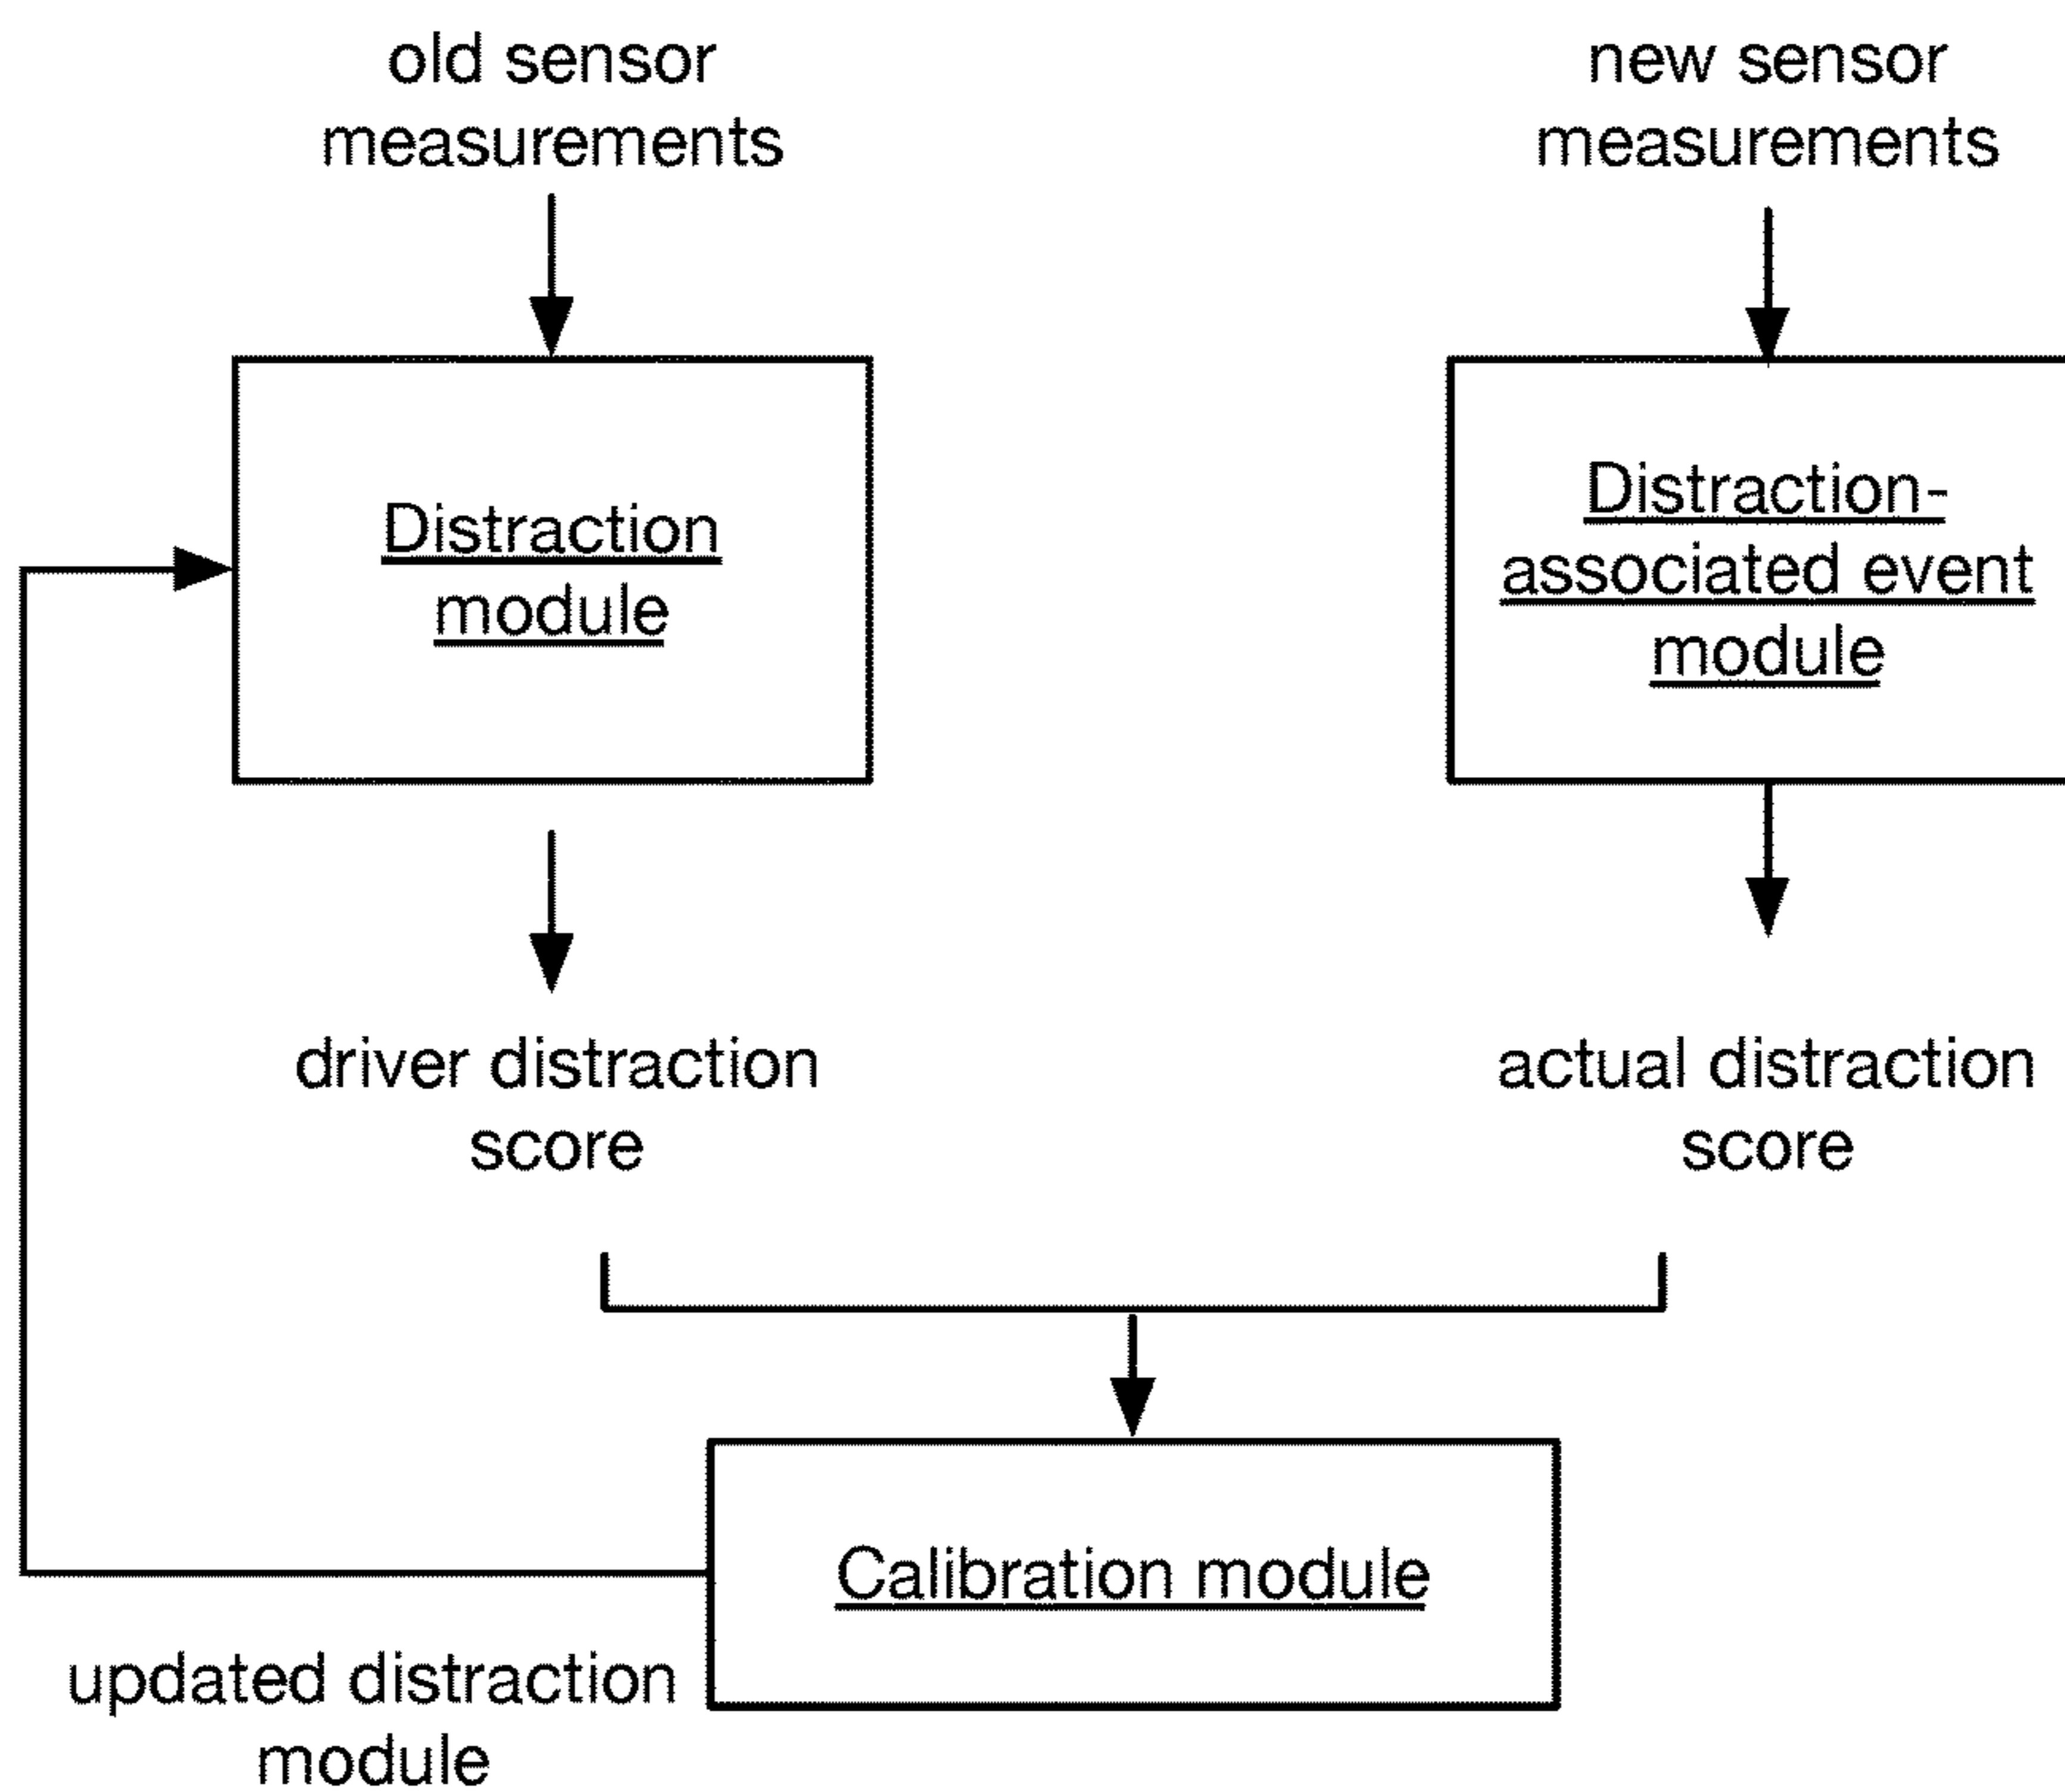 old sensor
measurements
new sensor
measurements
Distraction
module
Distraction-
associated event
module
driver distraction
score
actual distraction
score
Calibration module
updated distraction
module